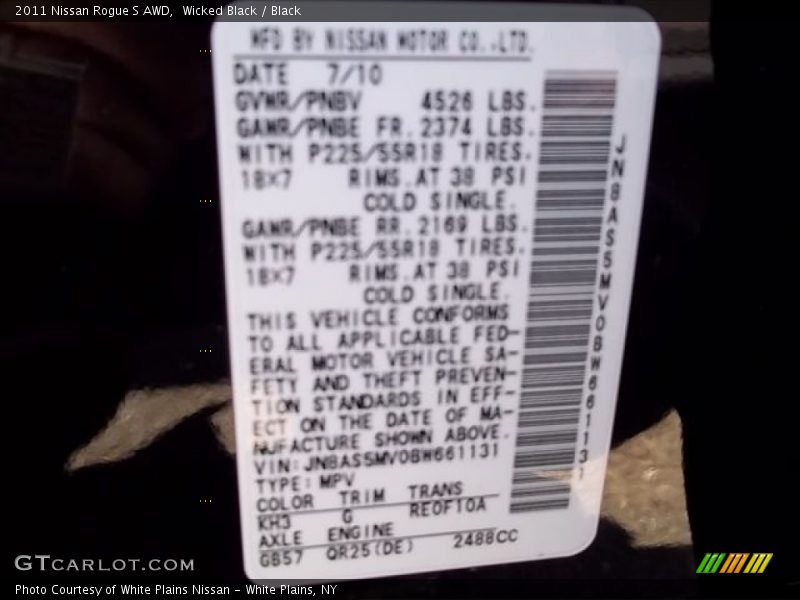 2011 Nissan Rogue S AWD,  Wicked Black / Black
MFD BY NISSAN MOTOR CO.,LTD.
DATE 7/10
GVWR/PNBV 4526 LBS.
GAWR/PNBE FR.2374 LBS.
WITH P225/55R18 TIRES.
18×7 RIMS.AT 38 PSI
COLD SINGLE.
GAWR/PNBE RR.2169 LBS.
WITH P225/55R18 TIRES.
18×7 RIMS.AT 38 PSI
COLD SINGLE.
THIS VEHICLE CONFORMS
TO ALL APPLICABLE FED-
ERAL MOTOR VEHICLE SA-
FETY AND THEFT PREVEN-
TION STANDARDS IN EFF-
ECT ON THE DATE OF MA-
NUFACTURE SHOWN ABOVE.
VIN:JN8AS5MV0BW661131
TYPE:MPV
COLOR TRIM TRANS
KH3 G RE0F10A
AXLE ENGINE
GB57 QR25(DE) 2488CC
JN8AS5MV0BW661131
GTCARLOT.COM
Photo Courtesy of White Plains Nissan - White Plains, NY